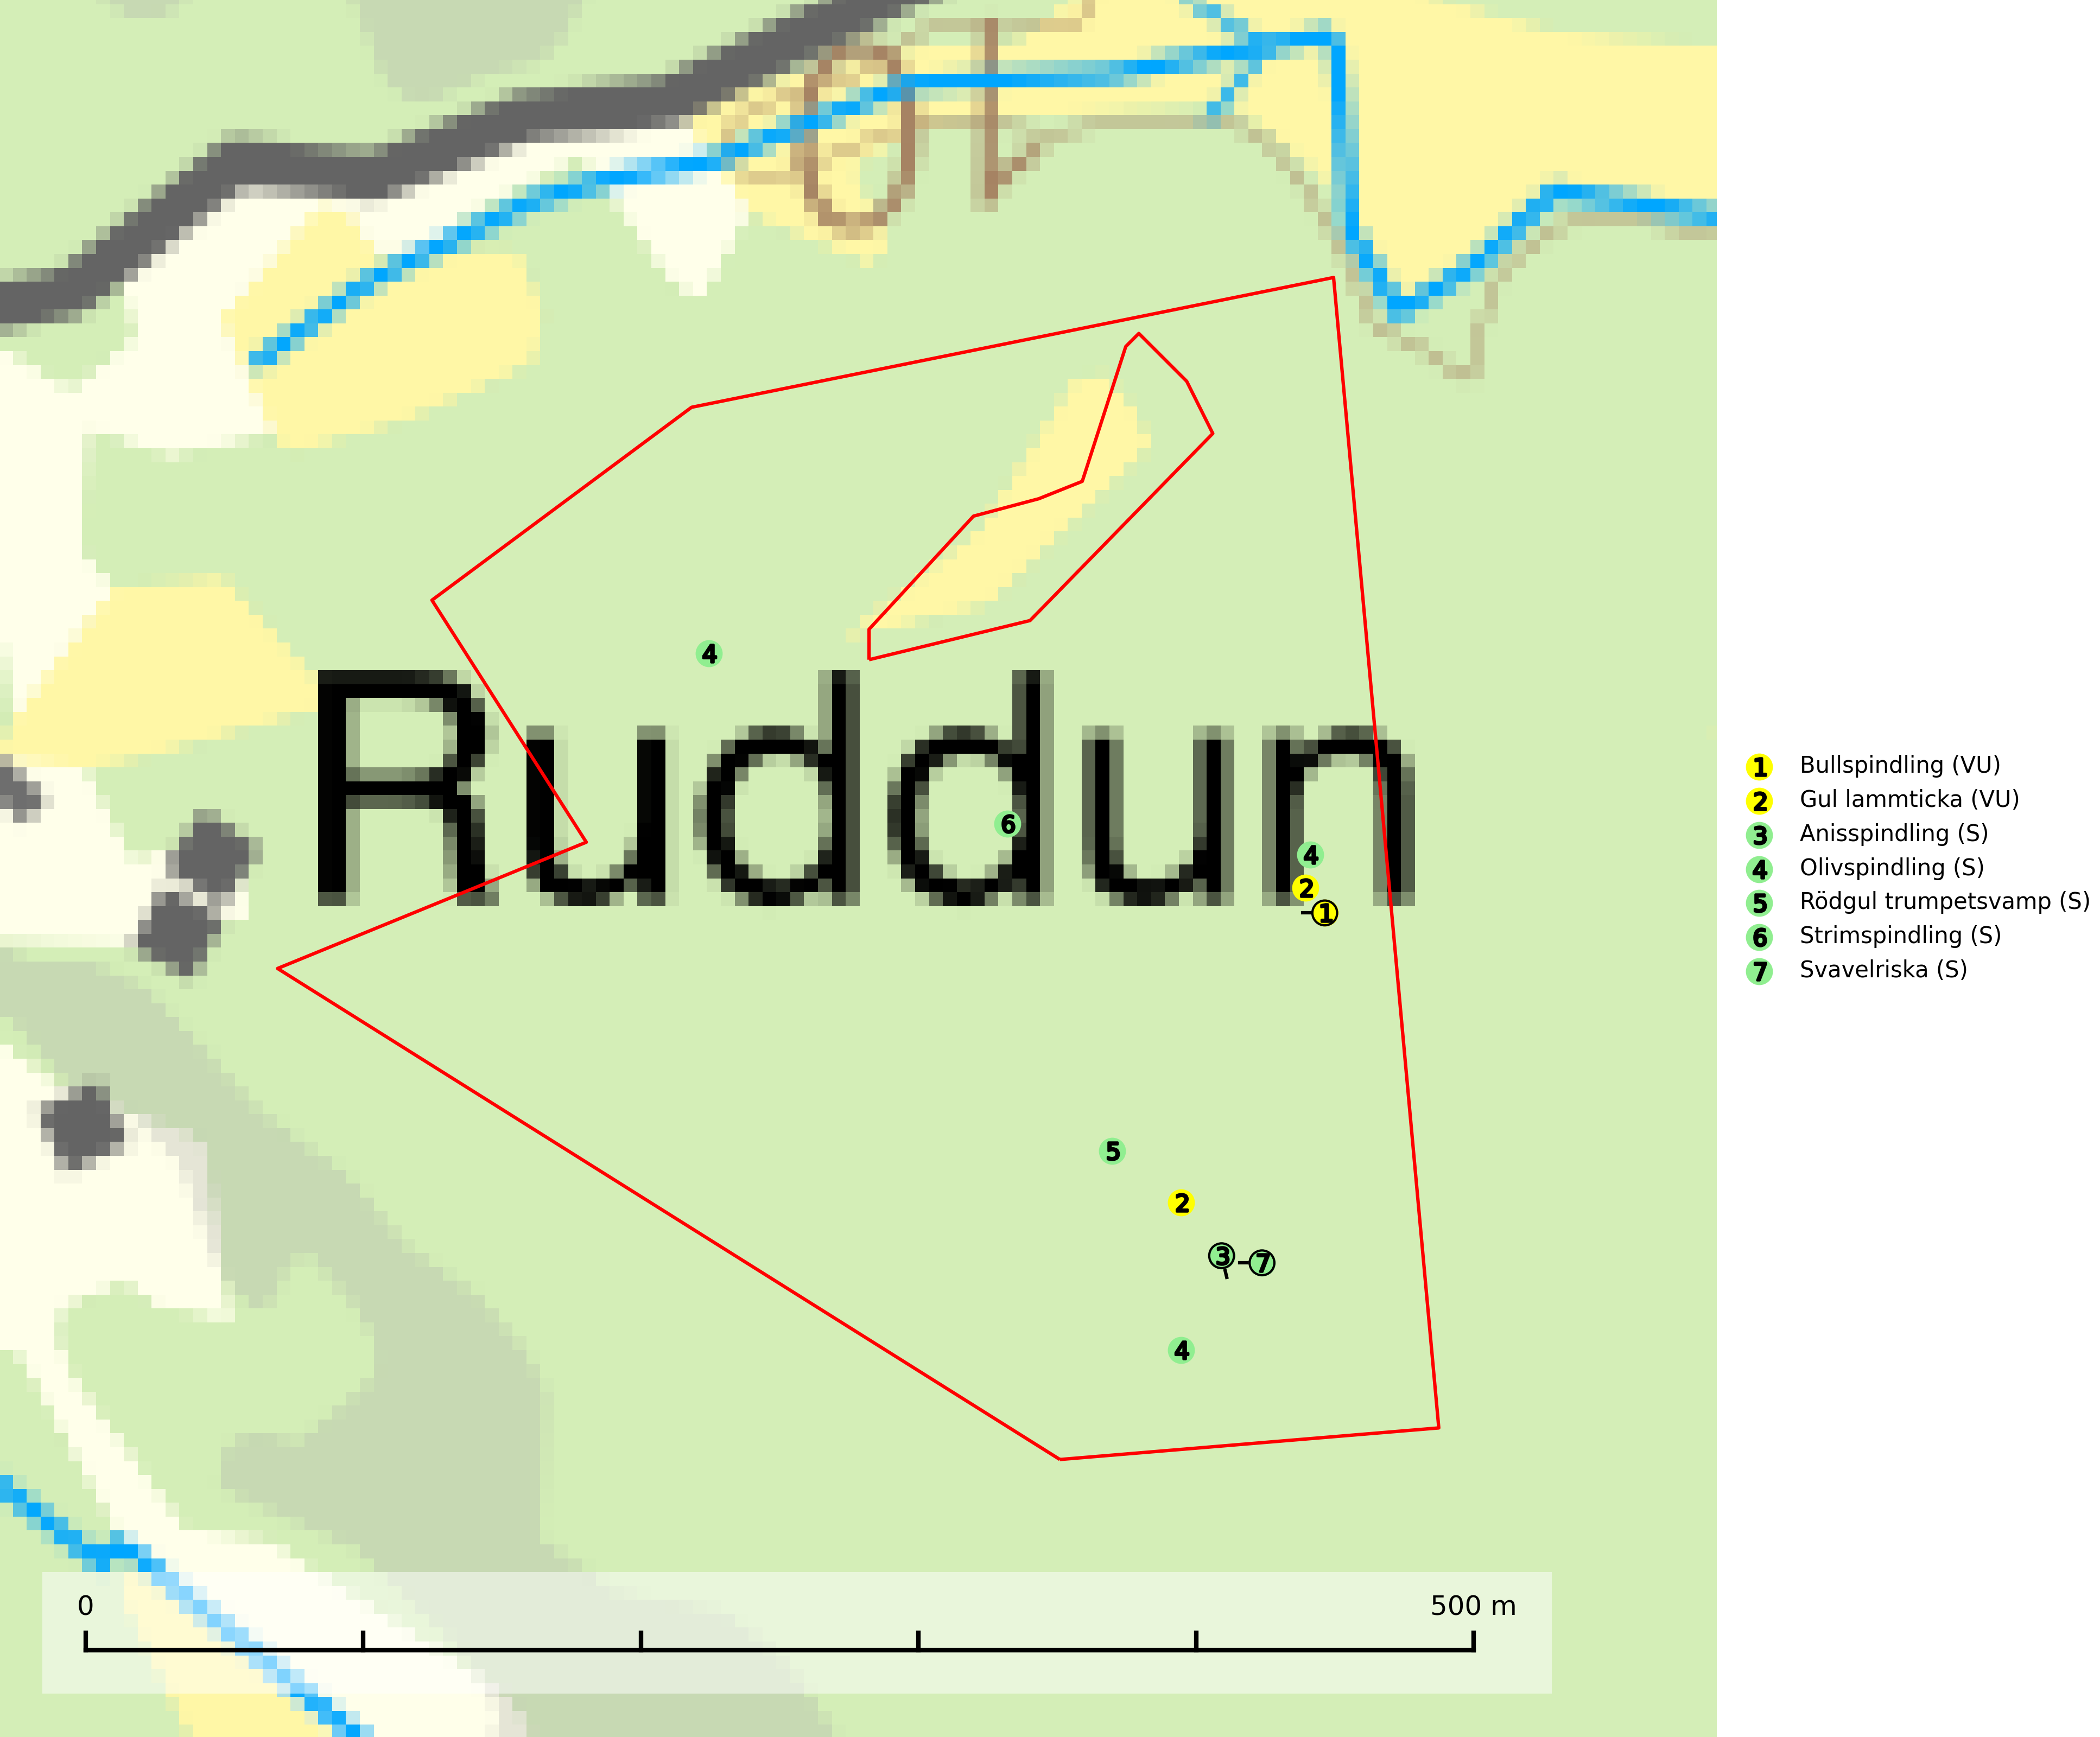 4
Ruddun
6
4
2
1
5
2
3 7
4
0 500 m
1 Bullspindling (VU)
2 Gul lammticka (VU)
3 Anisspindling (S)
4 Olivspindling (S)
5 Rödgul trumpetsvamp (S)
6 Strimspindling (S)
7 Svavelriska (S)